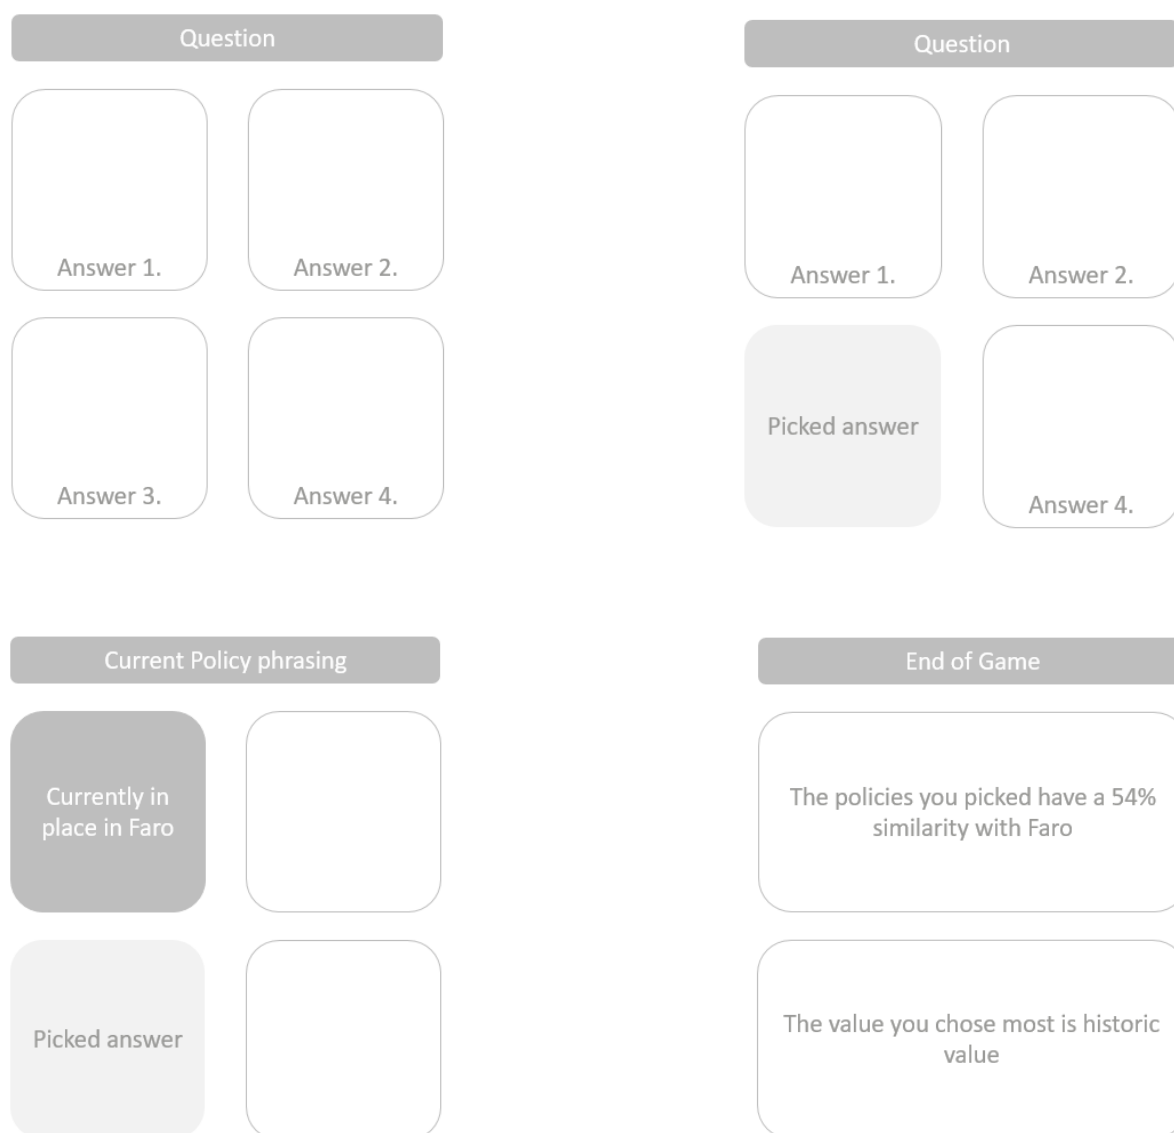 Question
Answer 1.
Answer 2.
Answer 3.
Answer 4.
Question
Answer 1.
Answer 2.
Picked answer
Answer 4.
Current Policy phrasing
Currently in
place in Faro
Picked answer
End of Game
The policies you picked have a 54%
similarity with Faro
The value you chose most is historic
value